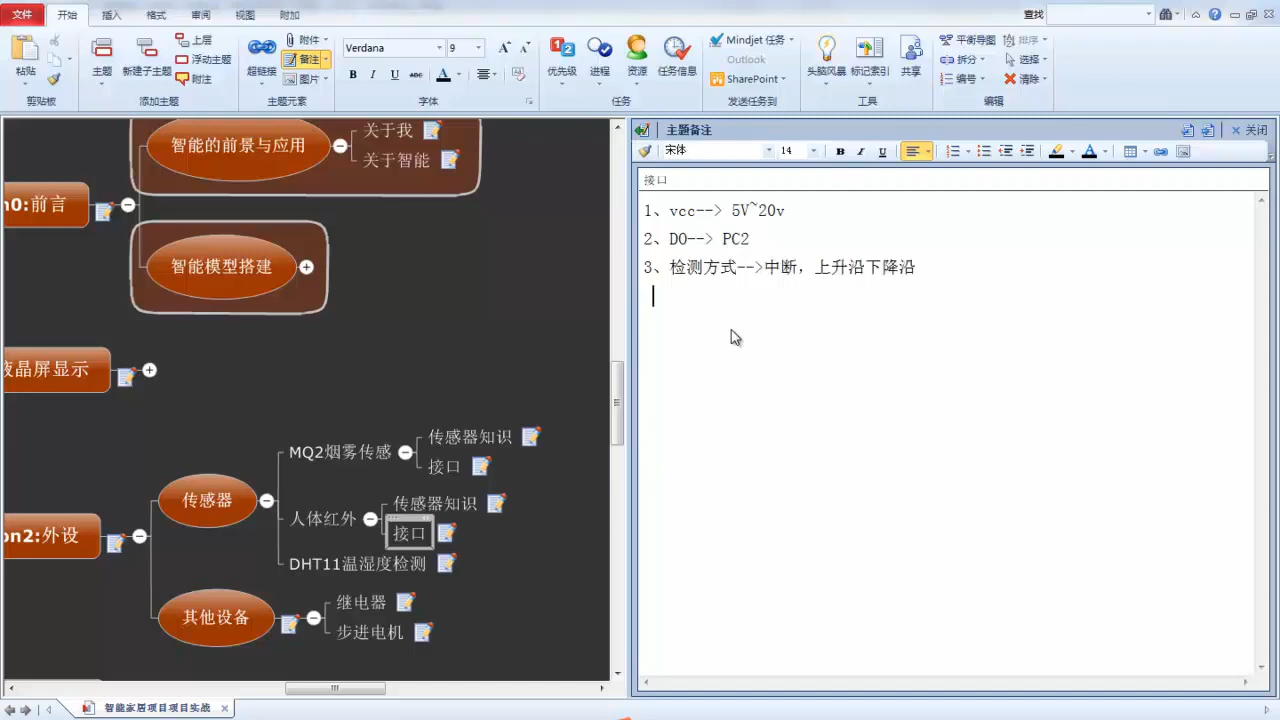 文件 开始 插入 格式 审阅 视图 附加 查找
粘贴 主题 新建子主题 上层 浮动主题 附注 超链接 附件 备注 图片
Verdana 9
B I U ABC A
优先级 进程 资源 任务信息 Mindjet 任务 Outlook SharePoint 头脑风暴 标记索引 共享 平衡导图 排序 拆分 选择 编号 清除
剪贴板 添加主题 主题元素 字体 任务 发送任务到 工具 编辑
智能的前景与应用
关于我
关于智能
n0:前言
智能模型搭建
液晶屏显示
MQ2烟雾传感
传感器知识
接口
传感器
人体红外
传感器知识
接口
on2:外设
DHT11温湿度检测
其他设备
继电器
步进电机
智能家居项目项目实战
主题备注 关闭
宋体 14 B I U A
接口
1、vcc--> 5V~20v
2、DO--> PC2
3、检测方式-->中断，上升沿下降沿